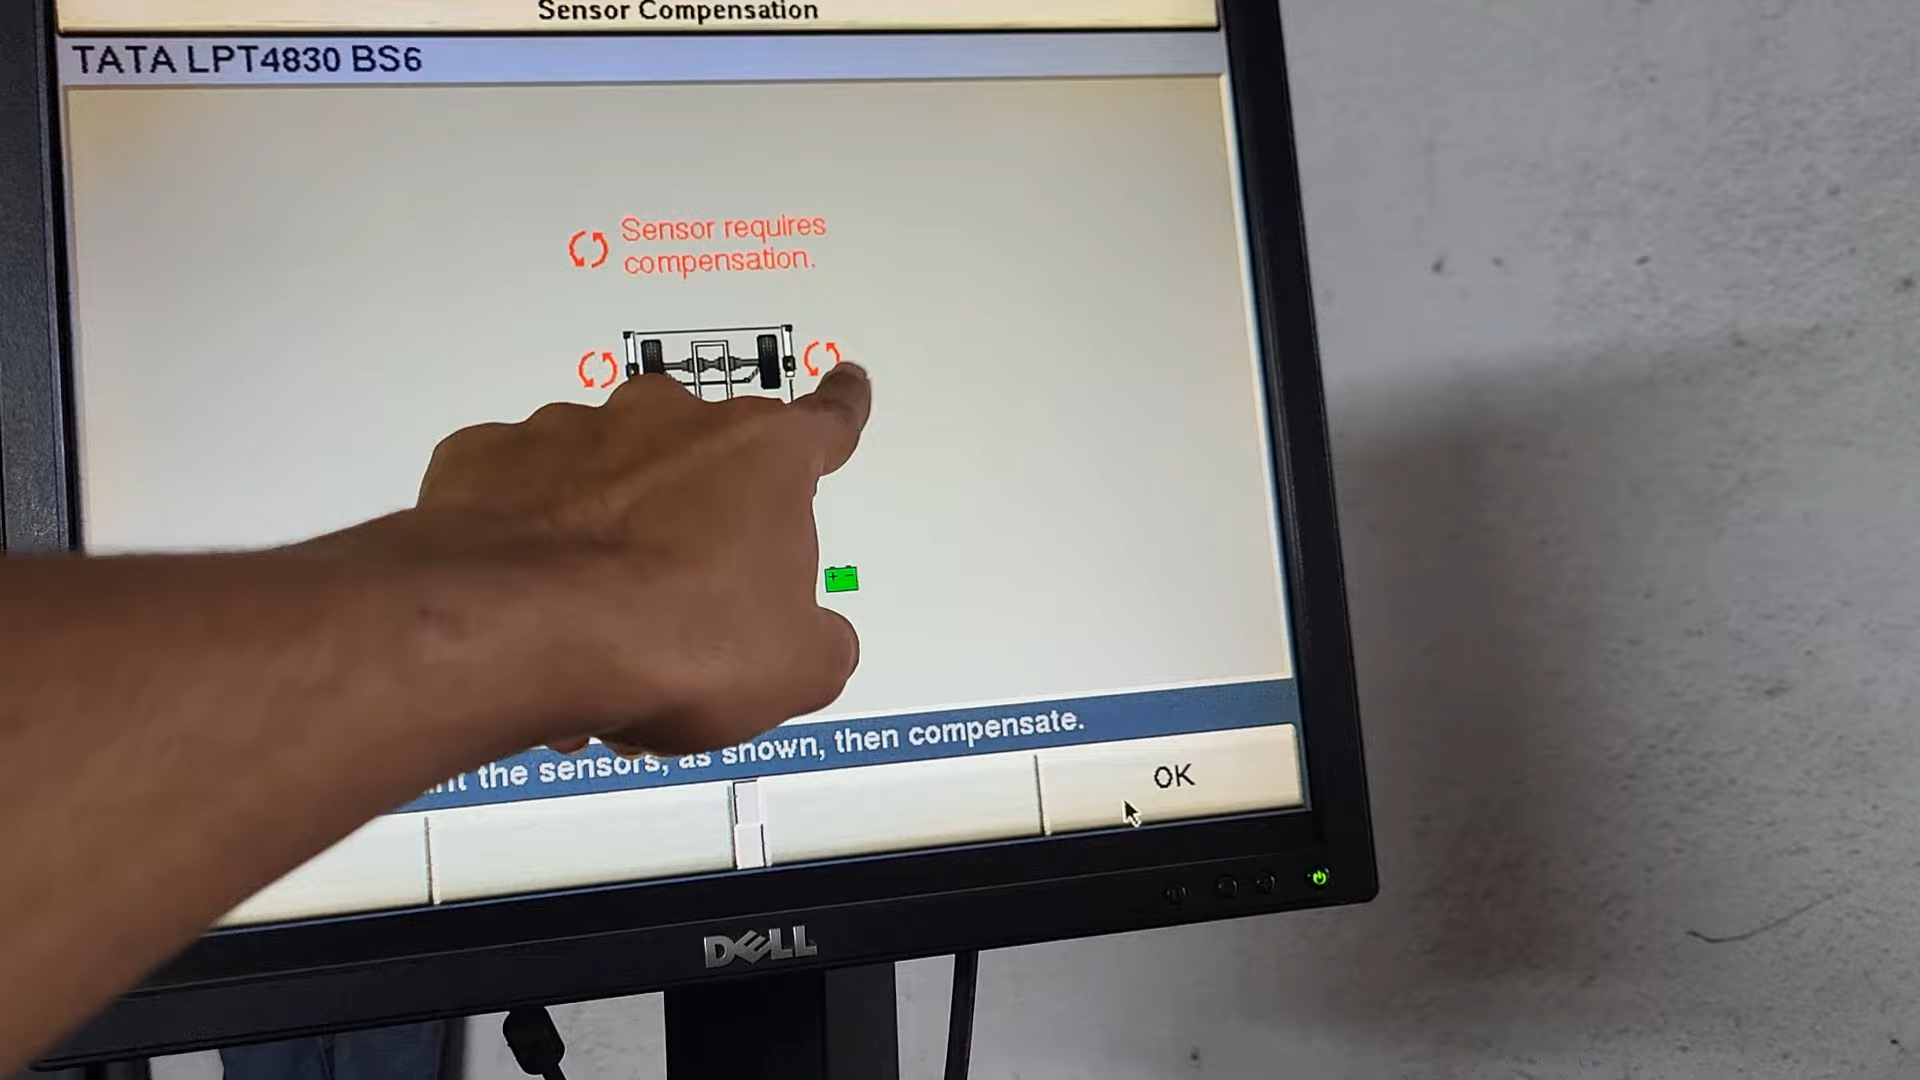 Sensor Compensation
TATA LPT4830 BS6
Sensor requires
compensation.
the sensors, as shown, then compensate.
OK
DELL